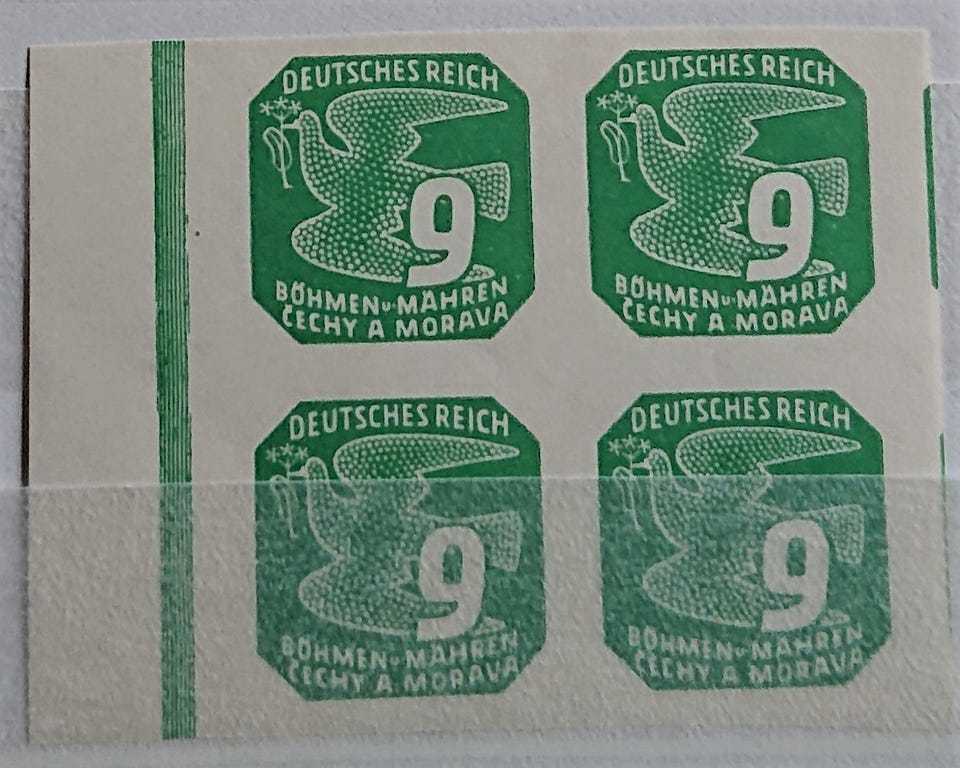 DEUTSCHES REICH
9
BÖHMEN u. MÄHREN
ČECHY A MORAVA
DEUTSCHES REICH
9
BÖHMEN u. MÄHREN
ČECHY A MORAVA
DEUTSCHES REICH
9
BÖHMEN u. MÄHREN
ČECHY A MORAVA
DEUTSCHES REICH
9
BÖHMEN u. MÄHREN
ČECHY A MORAVA